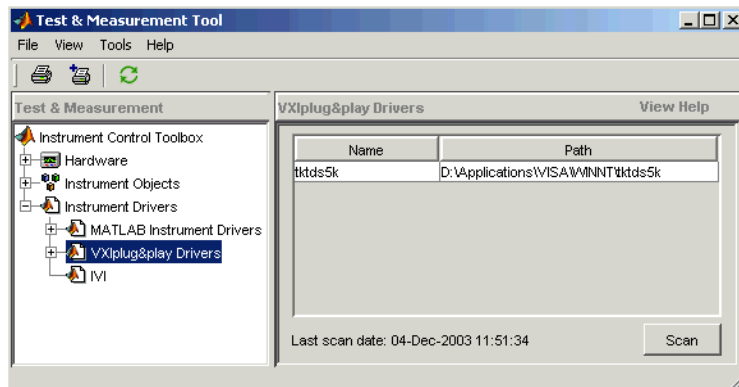 Test & Measurement Tool
File View Tools Help
Test & Measurement
Instrument Control Toolbox
Hardware
Instrument Objects
Instrument Drivers
MATLAB Instrument Drivers
VXIplug&play Drivers
IVI
VXIplug&play Drivers View Help
Name Path
tktds5k D:\Applications\VISA\WINNT\tktds5k
Last scan date: 04-Dec-2003 11:51:34 Scan